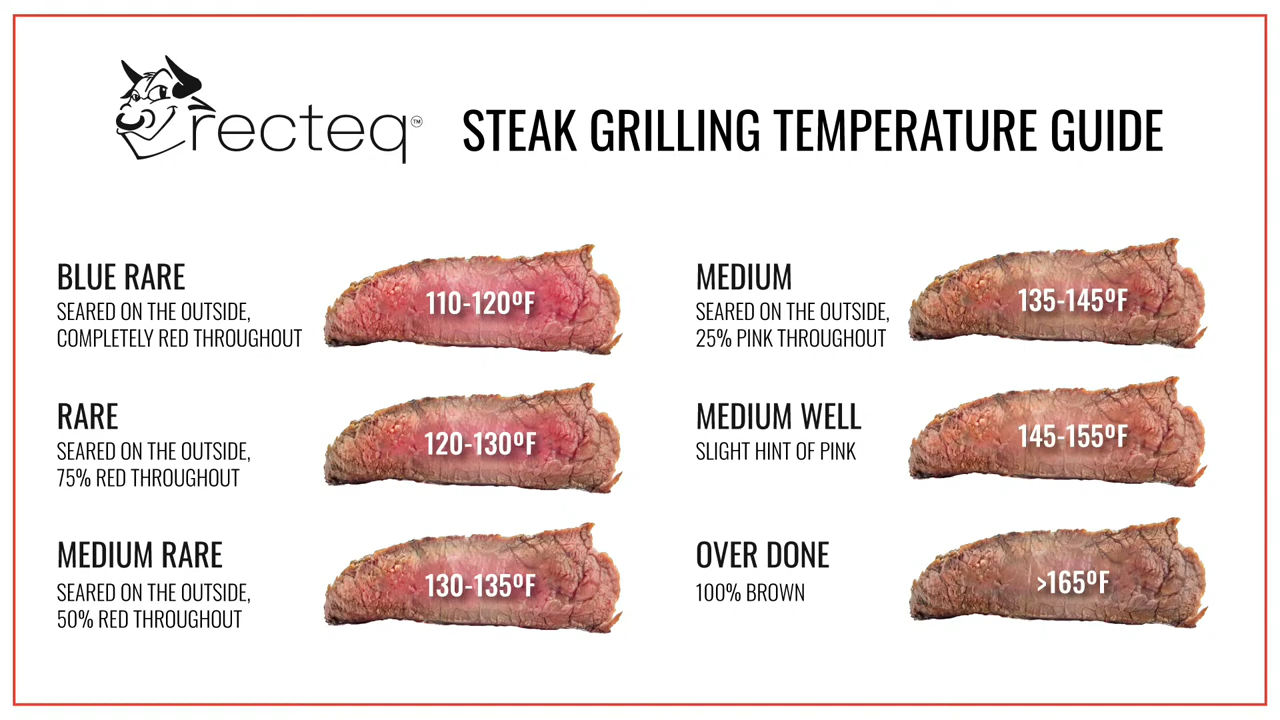 recteq™
STEAK GRILLING TEMPERATURE GUIDE
BLUE RARE
SEARED ON THE OUTSIDE,
COMPLETELY RED THROUGHOUT
110-120ºF
RARE
SEARED ON THE OUTSIDE,
75% RED THROUGHOUT
120-130ºF
MEDIUM RARE
SEARED ON THE OUTSIDE,
50% RED THROUGHOUT
130-135ºF
MEDIUM
SEARED ON THE OUTSIDE,
25% PINK THROUGHOUT
135-145ºF
MEDIUM WELL
SLIGHT HINT OF PINK
145-155ºF
OVER DONE
100% BROWN
>165ºF